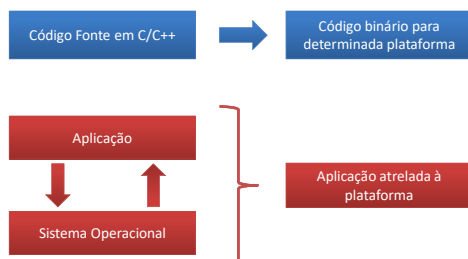 Código Fonte em C/C++
Código binário para
determinada plataforma
Aplicação
Aplicação atrelada à
plataforma
Sistema Operacional